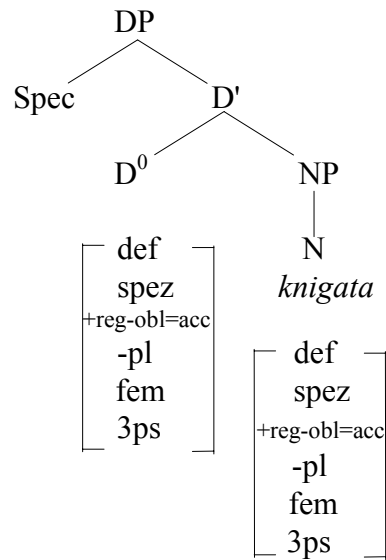 DP
Spec D'
D⁰ NP
N
knigata
def
spez
+reg-obl=acc
-pl
fem
3ps
def
spez
+reg-obl=acc
-pl
fem
3ps